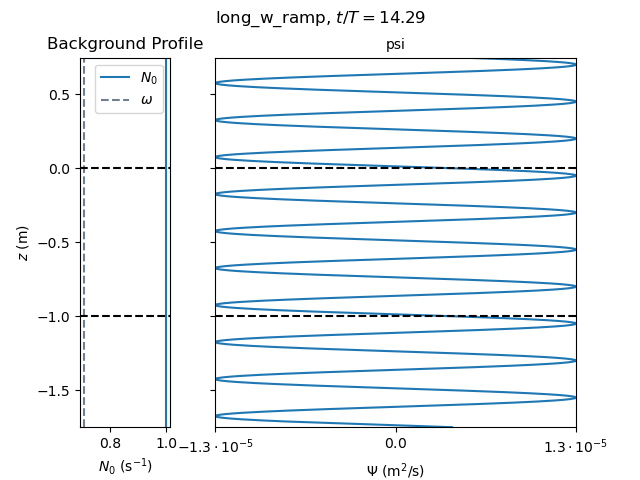 long_w_ramp, t/T = 14.29
Background Profile
psi
N₀
ω
0.5
0.0
−0.5
−1.0
−1.5
z (m)
0.8
1.0
−1.3 · 10⁻⁵
0.0
1.3 · 10⁻⁵
N₀ (s⁻¹)
Ψ (m²/s)